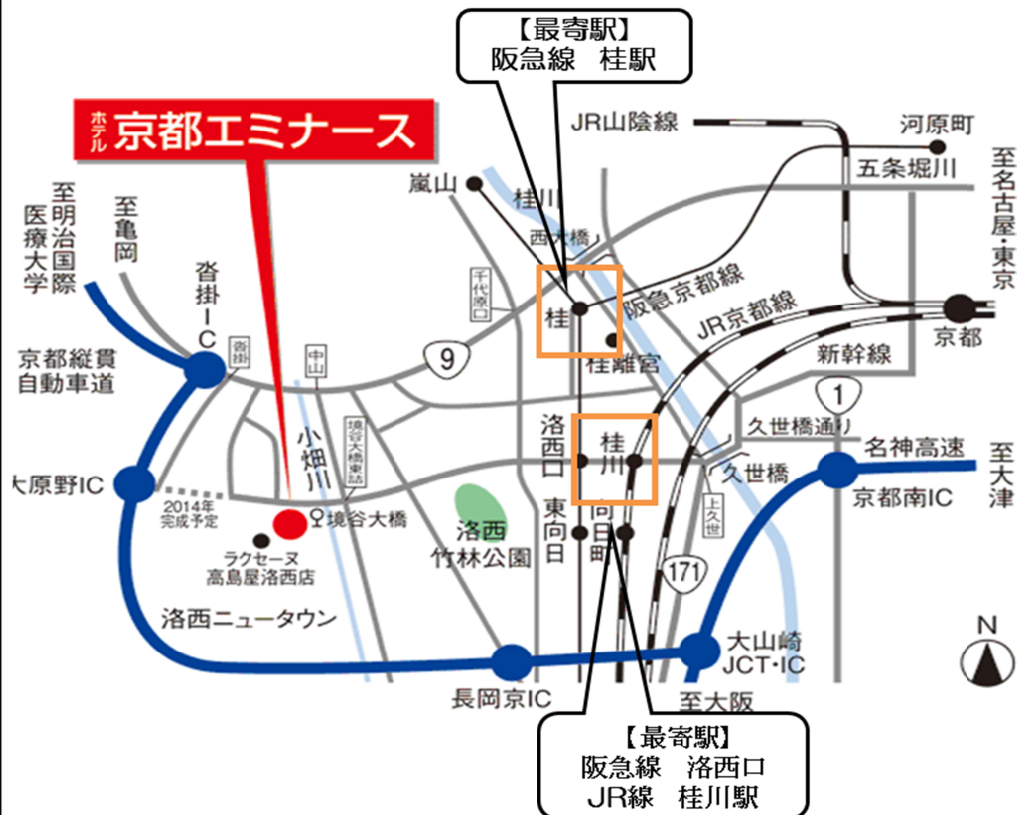 【最寄駅】
阪急線 桂駅
ホテル 京都エミナース
JR山陰線
河原町
五条堀川
至名古屋・東京
嵐山
桂川
西大橋
至明治国際
医療大学
至亀岡
沓掛IC
沓掛
千代原口
中山
9
桂
阪急京都線
JR京都線
京都
桂離宮
新幹線
1
京都縦貫
自動車道
小畑川
境谷大橋東詰
洛西口
桂川
久世橋通り
久世橋
名神高速
至大津
京都南IC
大原野IC
2014年
完成予定
境谷大橋
ラクセーヌ
高島屋洛西店
洛西
竹林公園
東向日
向日町
上久世
171
洛西ニュータウン
大山崎
JCT・IC
長岡京IC
至大阪
N
【最寄駅】
阪急線 洛西口
JR線 桂川駅